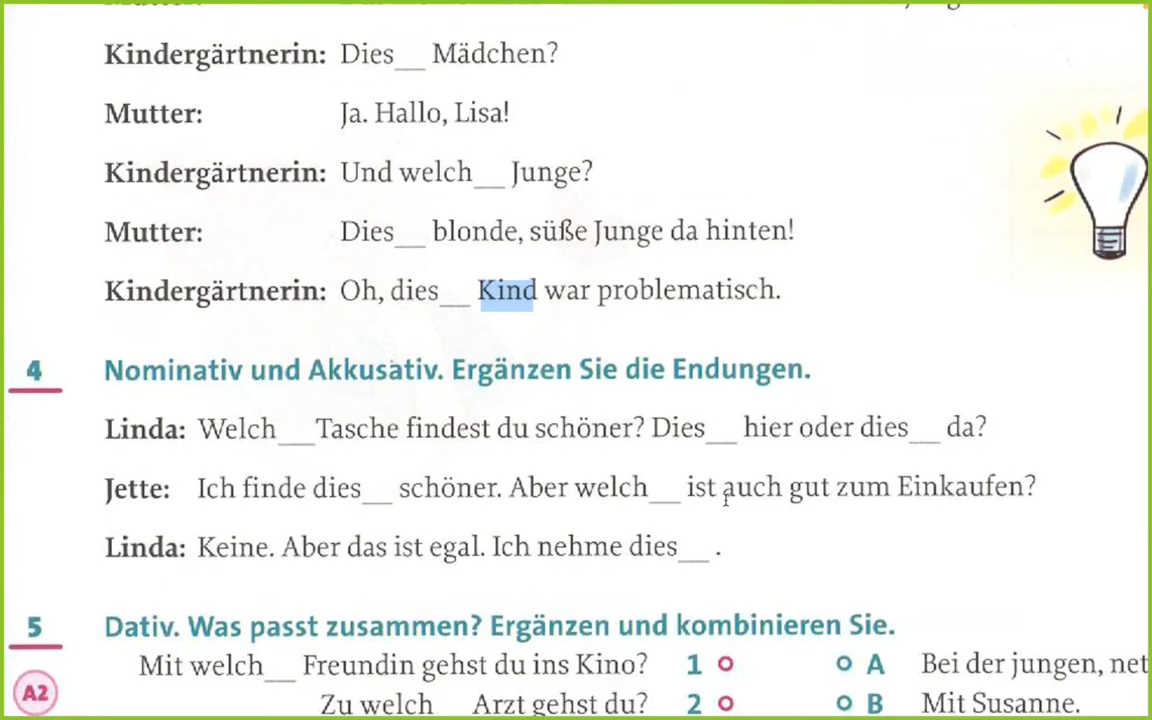 Kindergärtnerin: Dies__ Mädchen?
Mutter: Ja. Hallo, Lisa!
Kindergärtnerin: Und welch__ Junge?
Mutter: Dies__ blonde, süße Junge da hinten!
Kindergärtnerin: Oh, dies__ Kind war problematisch.
4 Nominativ und Akkusativ. Ergänzen Sie die Endungen.
Linda: Welch__ Tasche findest du schöner? Dies__ hier oder dies__ da?
Jette: Ich finde dies__ schöner. Aber welch__ ist auch gut zum Einkaufen?
Linda: Keine. Aber das ist egal. Ich nehme dies__ .
5 Dativ. Was passt zusammen? Ergänzen und kombinieren Sie.
Mit welch__ Freundin gehst du ins Kino? 1 A Bei der jungen, net
A2 Zu welch__ Arzt gehst du? 2 B Mit Susanne.